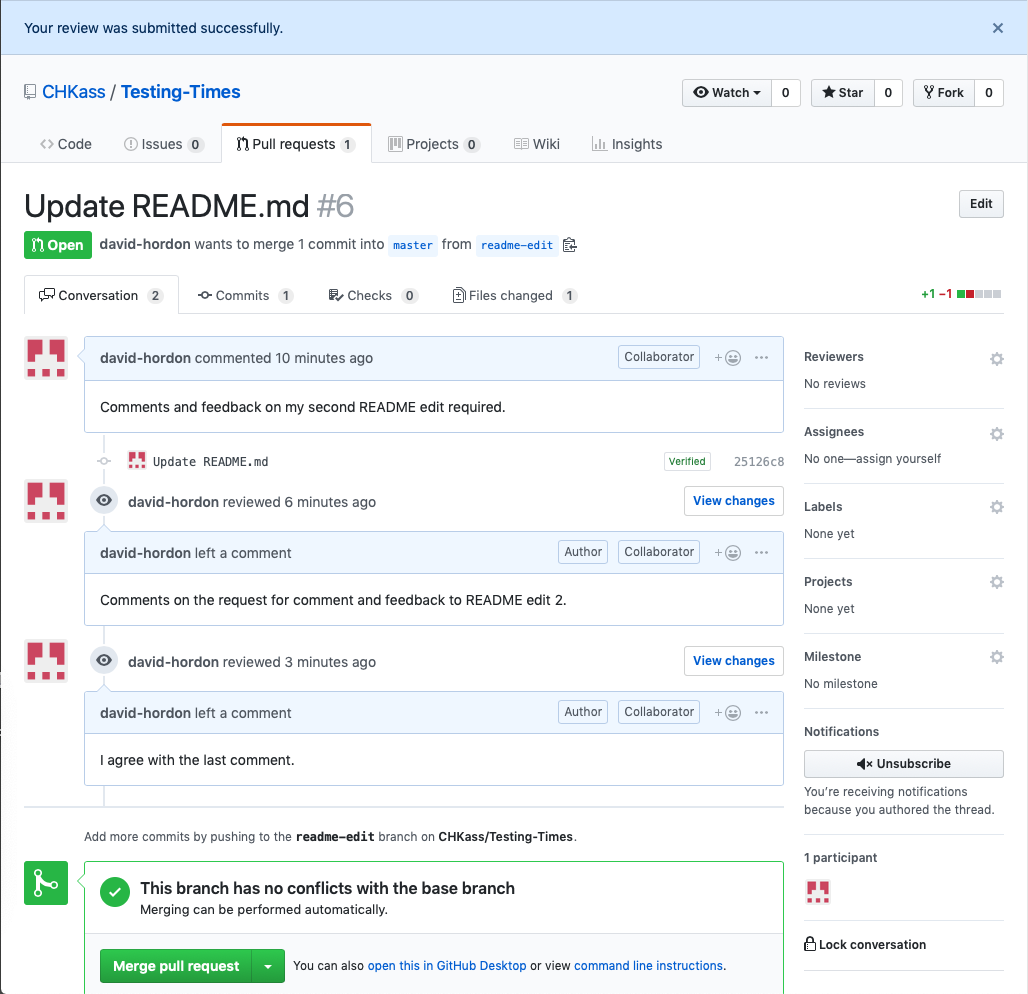 Your review was submitted successfully.
CHKass / Testing-Times
Watch 0 Star 0 Fork 0
Code Issues 0 Pull requests 1 Projects 0 Wiki Insights
Update README.md #6
Edit
Open david-hordon wants to merge 1 commit into master from readme-edit
Conversation 2 Commits 1 Checks 0 Files changed 1 +1 −1
david-hordon commented 10 minutes ago Collaborator
Comments and feedback on my second README edit required.
Update README.md Verified 25126c8
david-hordon reviewed 6 minutes ago View changes
david-hordon left a comment Author Collaborator
Comments on the request for comment and feedback to README edit 2.
david-hordon reviewed 3 minutes ago View changes
david-hordon left a comment Author Collaborator
I agree with the last comment.
Add more commits by pushing to the readme-edit branch on CHKass/Testing-Times.
This branch has no conflicts with the base branch
Merging can be performed automatically.
Merge pull request You can also open this in GitHub Desktop or view command line instructions.
Reviewers
No reviews
Assignees
No one—assign yourself
Labels
None yet
Projects
None yet
Milestone
No milestone
Notifications
Unsubscribe
You're receiving notifications
because you authored the thread.
1 participant
Lock conversation